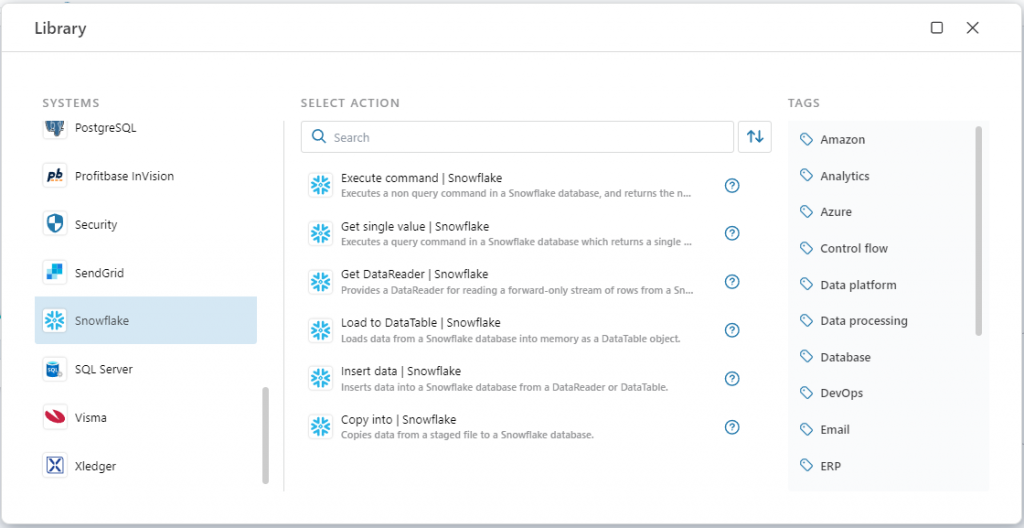 Library
SYSTEMS
PostgreSQL
Profitbase InVision
Security
SendGrid
Snowflake
SQL Server
Visma
Xledger
SELECT ACTION
Search
Execute command | Snowflake
Executes a non query command in a Snowflake database, and returns the n...
Get single value | Snowflake
Executes a query command in a Snowflake database which returns a single ...
Get DataReader | Snowflake
Provides a DataReader for reading a forward-only stream of rows from a Sn...
Load to DataTable | Snowflake
Loads data from a Snowflake database into memory as a DataTable object.
Insert data | Snowflake
Inserts data into a Snowflake database from a DataReader or DataTable.
Copy into | Snowflake
Copies data from a staged file to a Snowflake database.
TAGS
Amazon
Analytics
Azure
Control flow
Data platform
Data processing
Database
DevOps
Email
ERP